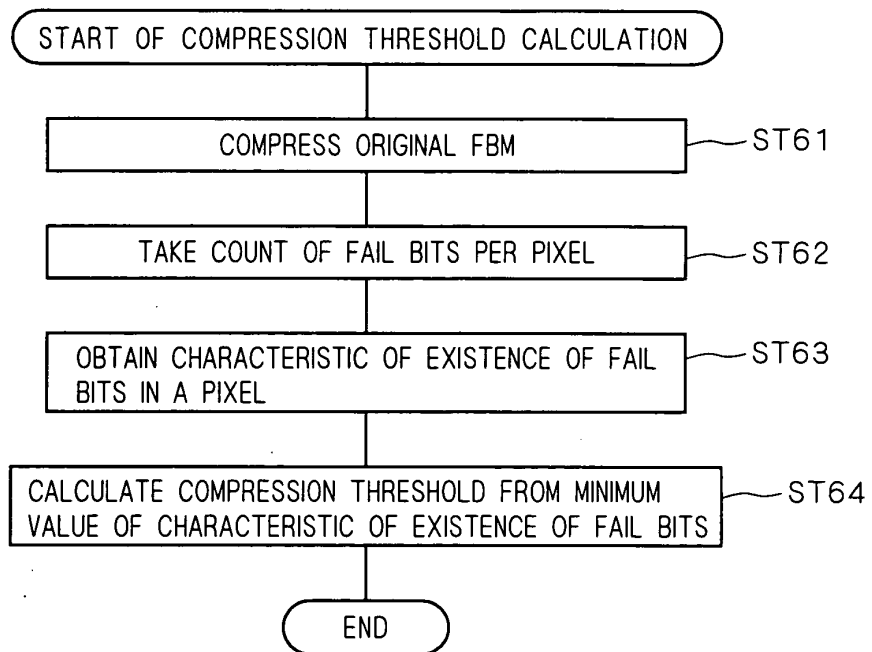 START OF COMPRESSION THRESHOLD CALCULATION
COMPRESS ORIGINAL FBM
ST61
TAKE COUNT OF FAIL BITS PER PIXEL
ST62
OBTAIN CHARACTERISTIC OF EXISTENCE OF FAIL
BITS IN A PIXEL
ST63
CALCULATE COMPRESSION THRESHOLD FROM MINIMUM
VALUE OF CHARACTERISTIC OF EXISTENCE OF FAIL BITS
ST64
END